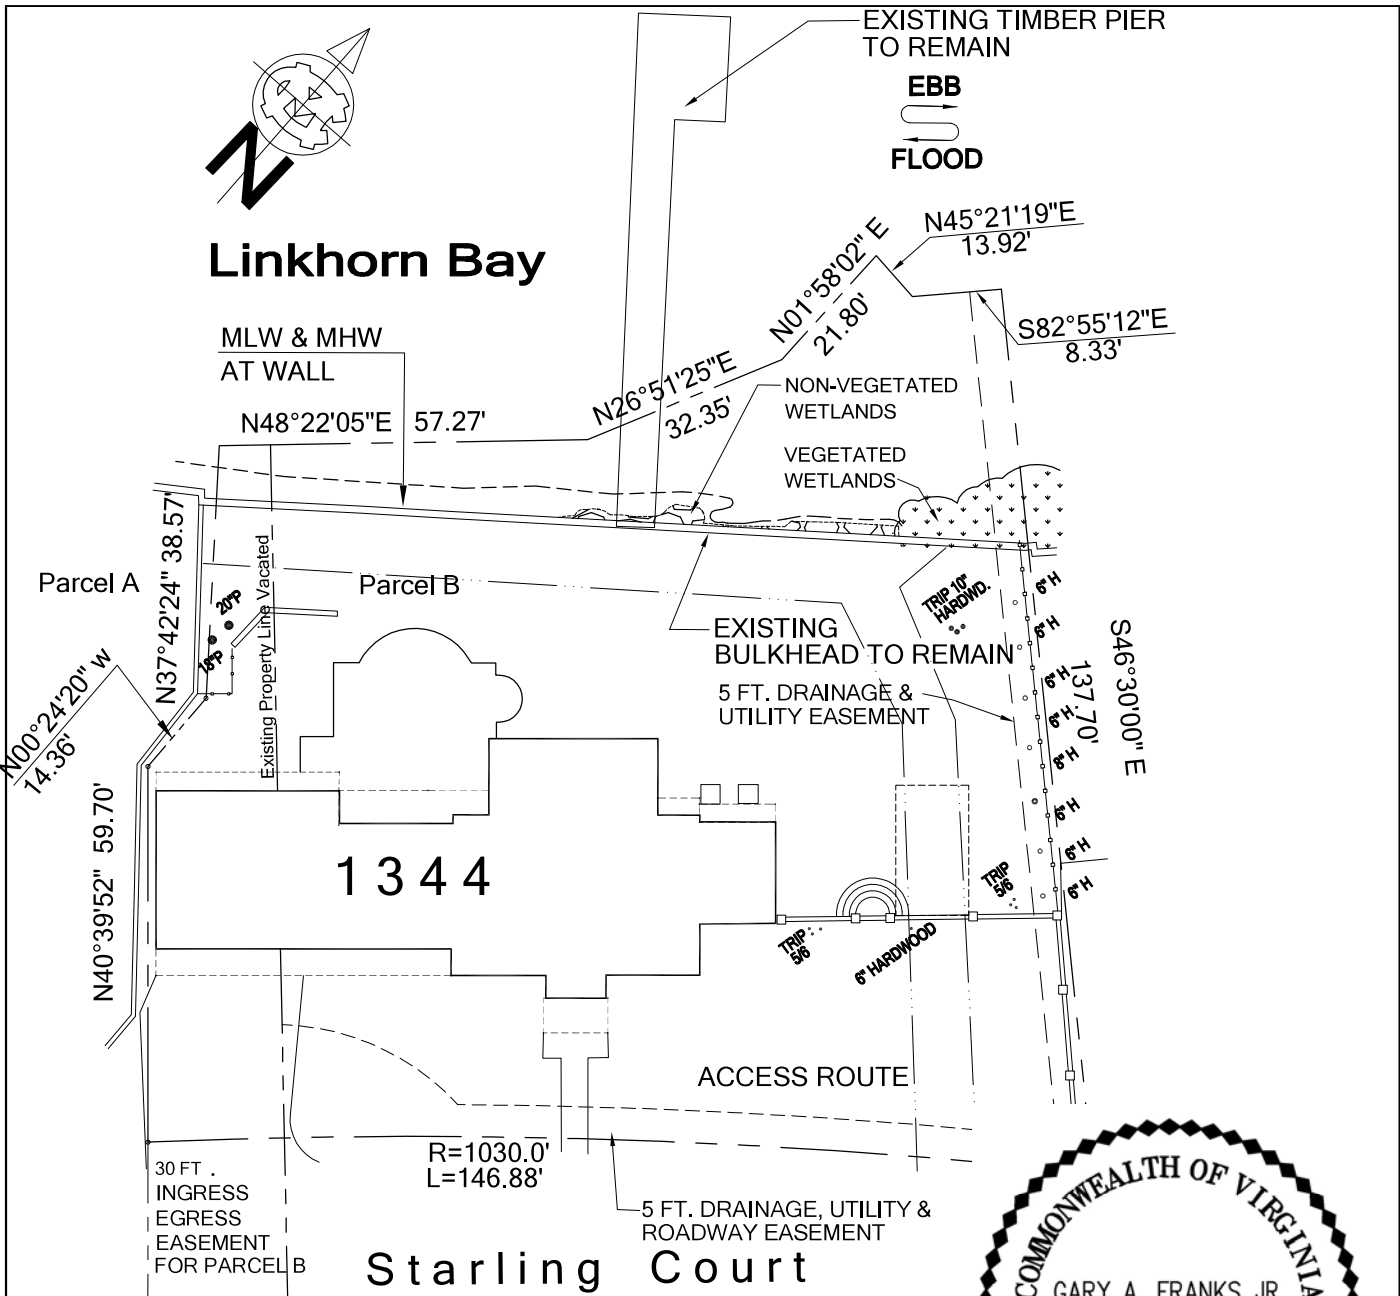 EXISTING TIMBER PIER
TO REMAIN
EBB
FLOOD
N
Linkhorn Bay
N45°21'19"E
13.92'
N01°58'02" E
21.80'
S82°55'12"E
8.33'
MLW & MHW
AT WALL
N26°51'25"E
32.35'
NON-VEGETATED
WETLANDS
N48°22'05"E 57.27'
VEGETATED
WETLANDS
N37°42'24" 38.57'
Parcel A
Existing Property Line Vacated
Parcel B
20"P
18"P
TRIP 10"
HARDWD.
6" H
6" H
6" H
6" H
8" H
6" H
6" H
6" H
EXISTING
BULKHEAD TO REMAIN
S46°30'00" E
137.70'
5 FT. DRAINAGE &
UTILITY EASEMENT
N00°24'20" W
14.36'
N40°39'52" 59.70'
1344
TRIP
5/6
TRIP
5/6
6" HARDWOOD
ACCESS ROUTE
R=1030.0'
L=146.88'
30 FT .
INGRESS
EGRESS
EASEMENT
FOR PARCEL B
5 FT. DRAINAGE, UTILITY &
ROADWAY EASEMENT
Starling Court
COMMONWEALTH OF VIRGINIA
GARY A. FRANKS JR